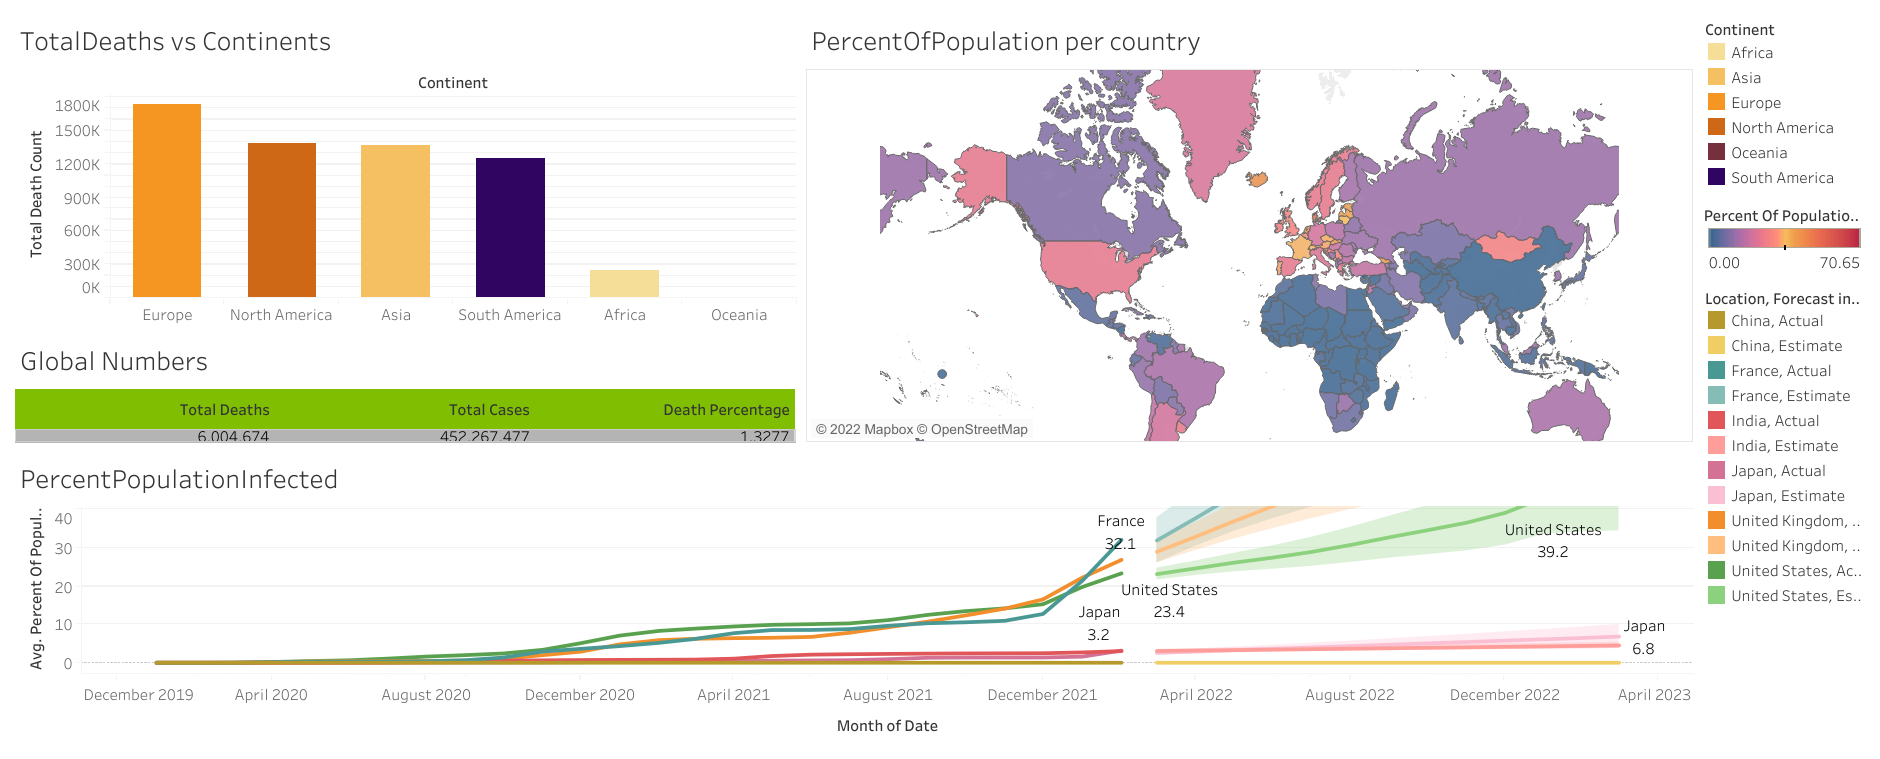 TotalDeaths vs Continents
Continent
Total Death Count
1800K
1500K
1200K
900K
600K
300K
0K
Europe
North America
Asia
South America
Africa
Oceania
Global Numbers
Total Deaths
Total Cases
Death Percentage
6,004,674
452,267,477
1.3277
PercentOfPopulation per country
© 2022 Mapbox © OpenStreetMap
Continent
Africa
Asia
Europe
North America
Oceania
South America
Percent Of Populatio..
0.00
70.65
Location, Forecast in..
China, Actual
China, Estimate
France, Actual
France, Estimate
India, Actual
India, Estimate
Japan, Actual
Japan, Estimate
United Kingdom, ..
United Kingdom, ..
United States, Ac..
United States, Es..
PercentPopulationInfected
Avg. Percent Of Popul..
40
30
20
10
0
France
32.1
United States
23.4
Japan
3.2
United States
39.2
Japan
6.8
December 2019
April 2020
August 2020
December 2020
April 2021
August 2021
December 2021
April 2022
August 2022
December 2022
April 2023
Month of Date